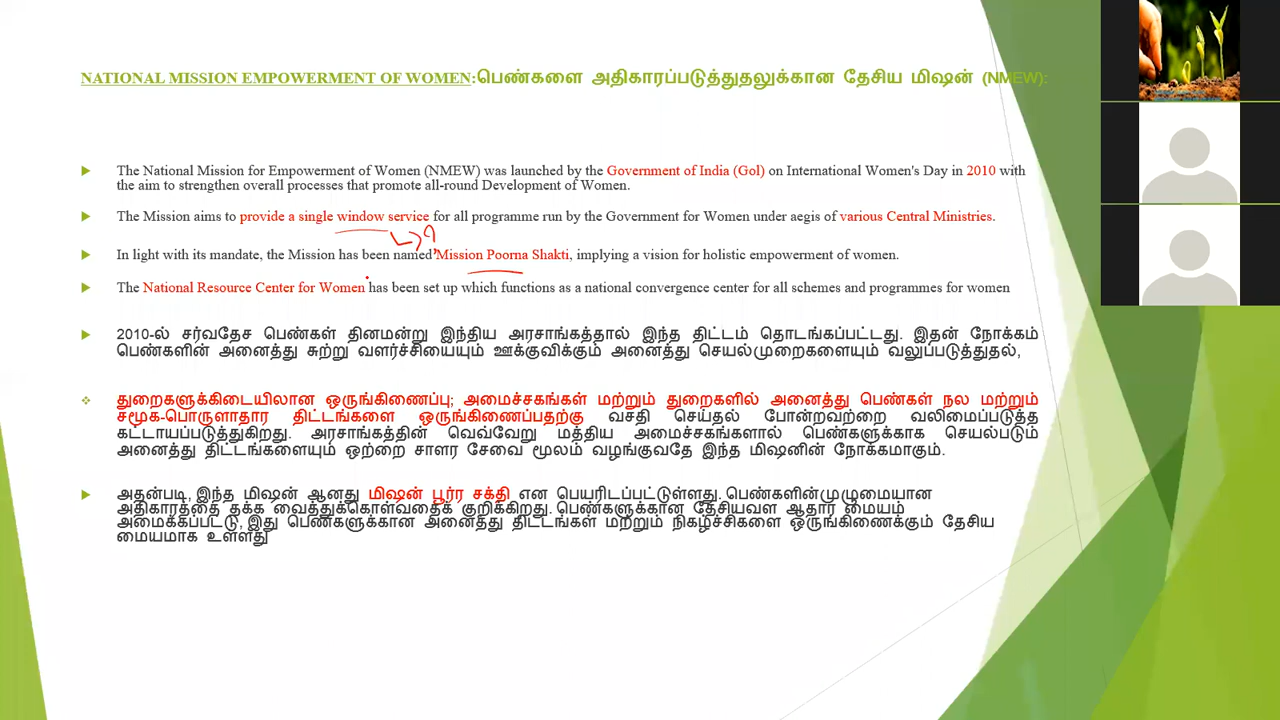 NATIONAL MISSION EMPOWERMENT OF WOMEN:பெண்களை அதிகாரப்படுத்துதலுக்கான தேசிய மிஷன் (NMEW):
The National Mission for Empowerment of Women (NMEW) was launched by the Government of India (Gol) on International Women's Day in 2010 with
the aim to strengthen overall processes that promote all-round Development of Women.
The Mission aims to provide a single window service for all programme run by the Government for Women under aegis of various Central Ministries.
In light with its mandate, the Mission has been named 'Mission Poorna Shakti, implying a vision for holistic empowerment of women.
The National Resource Center for Women has been set up which functions as a national convergence center for all schemes and programmes for women
2010-ல் சர்வதேச பெண்கள் தினமன்று இந்திய அரசாங்கத்தால் இந்த திட்டம் தொடங்கப்பட்டது. இதன் நோக்கம்
பெண்களின் அனைத்து சுற்று வளர்ச்சியையும் ஊக்குவிக்கும் அனைத்து செயல்முறைகளையும் வலுப்படுத்துதல்,
துறைகளுக்கிடையிலான ஒருங்கிணைப்பு; அமைச்சகங்கள் மற்றும் துறைகளில் அனைத்து பெண்கள் நல மற்றும்
சமூக-பொருளாதார திட்டங்களை ஒருங்கிணைப்பதற்கு வசதி செய்தல் போன்றவற்றை வலிமைப்படுத்த
கட்டாயப்படுத்துகிறது. அரசாங்கத்தின் வெவ்வேறு மத்திய அமைச்சகங்களால் பெண்களுக்காக செயல்படும்
அனைத்து திட்டங்களையும் ஒற்றை சாளர சேவை மூலம் வழங்குவதே இந்த மிஷனின் நோக்கமாகும்.
அதன்படி, இந்த மிஷன் ஆனது மிஷன் பூர்ர சக்தி என பெயரிடப்பட்டுள்ளது. பெண்களின்முழுமையான
அதிகாரத்தை தக்க வைத்துக்கொள்வதைக் குறிக்கிறது. பெண்களுக்கான தேசியவள ஆதார மையம்
அமைக்கப்பட்டு, இது பெண்களுக்கான அனைத்து திட்டங்கள் மற்றும் நிகழ்ச்சிகளை ஒருங்கிணைக்கும் தேசிய
மையமாக உள்ளது